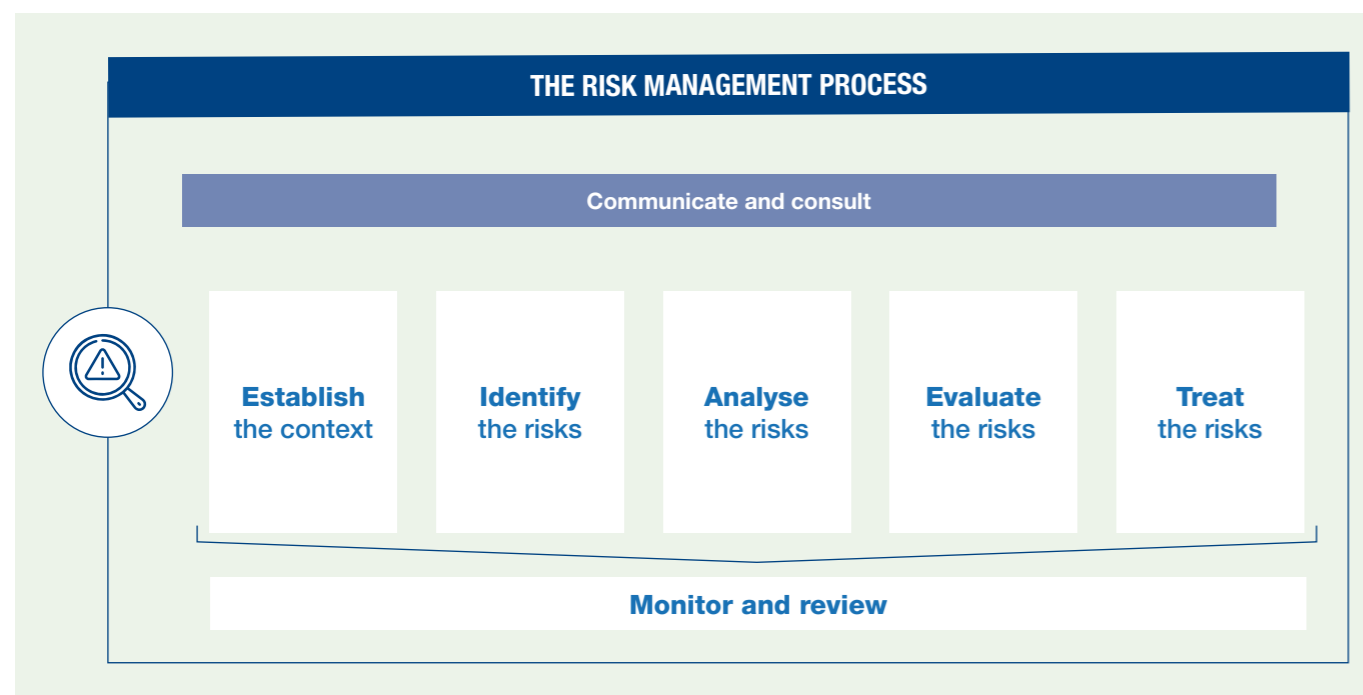 THE RISK MANAGEMENT PROCESS
Communicate and consult
Establish
the context
Identify
the risks
Analyse
the risks
Evaluate
the risks
Treat
the risks
Monitor and review